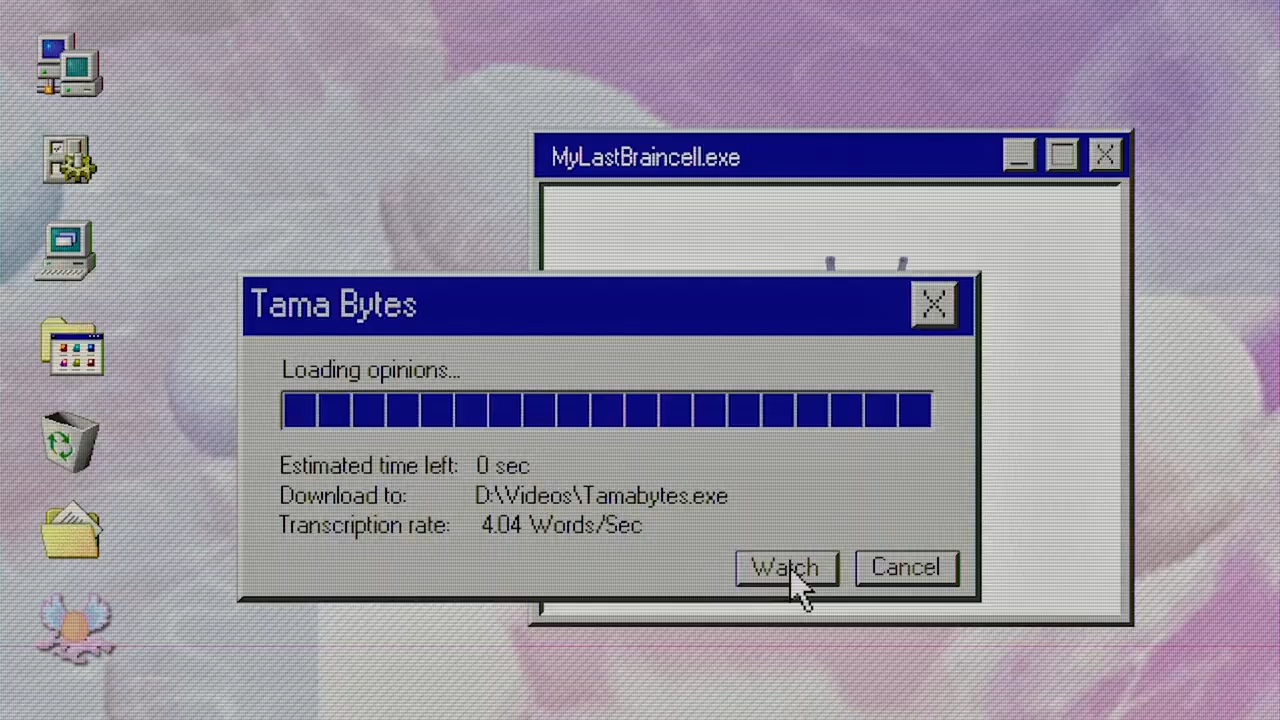 MyLastBraincell.exe
Tama Bytes
Loading opinions...
Estimated time left: 0 sec
Download to: D:\Videos\Tamabytes.exe
Transcription rate: 4.04 Words/Sec
Watch Cancel